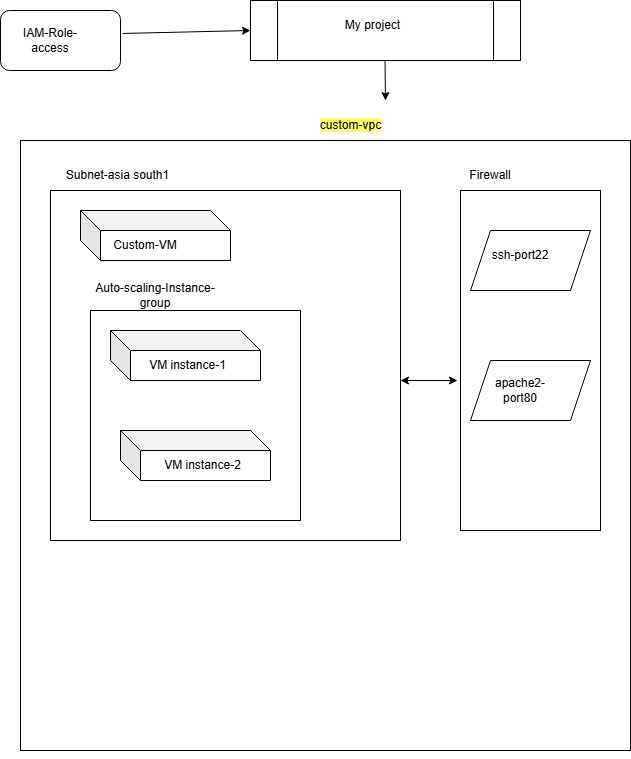 IAM-Role-
access
My project
custom-vpc
Subnet-asia south1
Firewall
Custom-VM
ssh-port22
Auto-scaling-Instance-
group
VM instance-1
apache2-
port80
VM instance-2